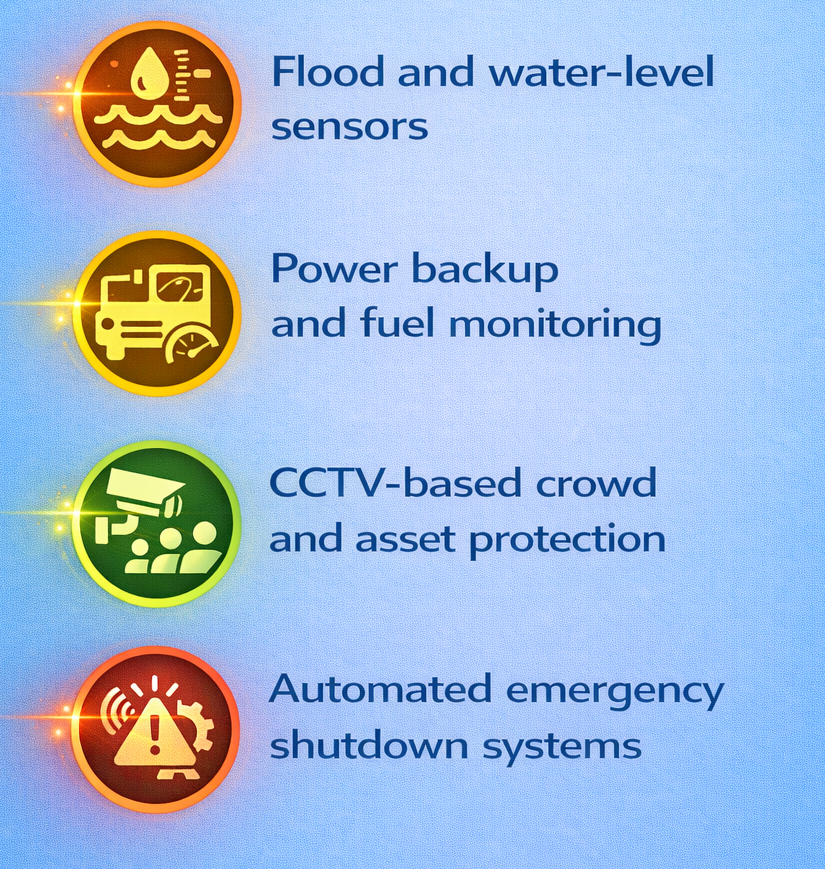 Flood and water-level
sensors
Power backup
and fuel monitoring
CCTV-based crowd
and asset protection
Automated emergency
shutdown systems